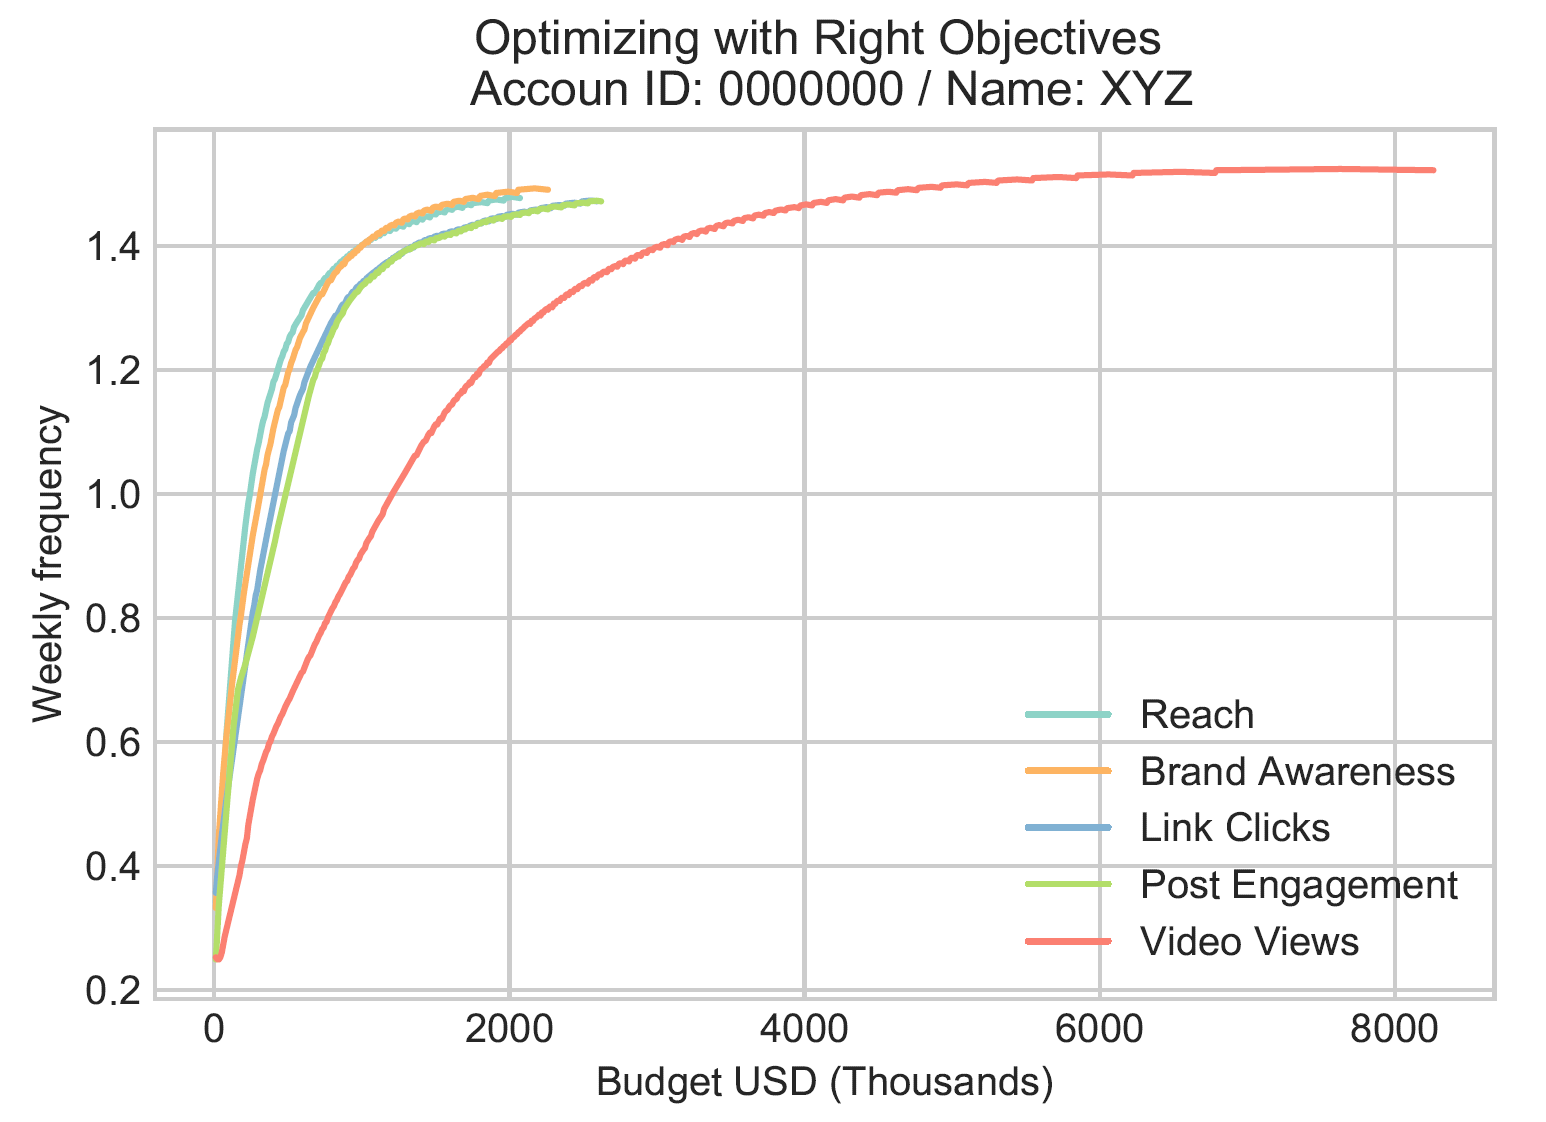 Optimizing with Right Objectives
Accoun ID: 0000000 / Name: XYZ
Weekly frequency
1.4
1.2
1.0
0.8
0.6
0.4
0.2
Reach
Brand Awareness
Link Clicks
Post Engagement
Video Views
0 2000 4000 6000 8000
Budget USD (Thousands)